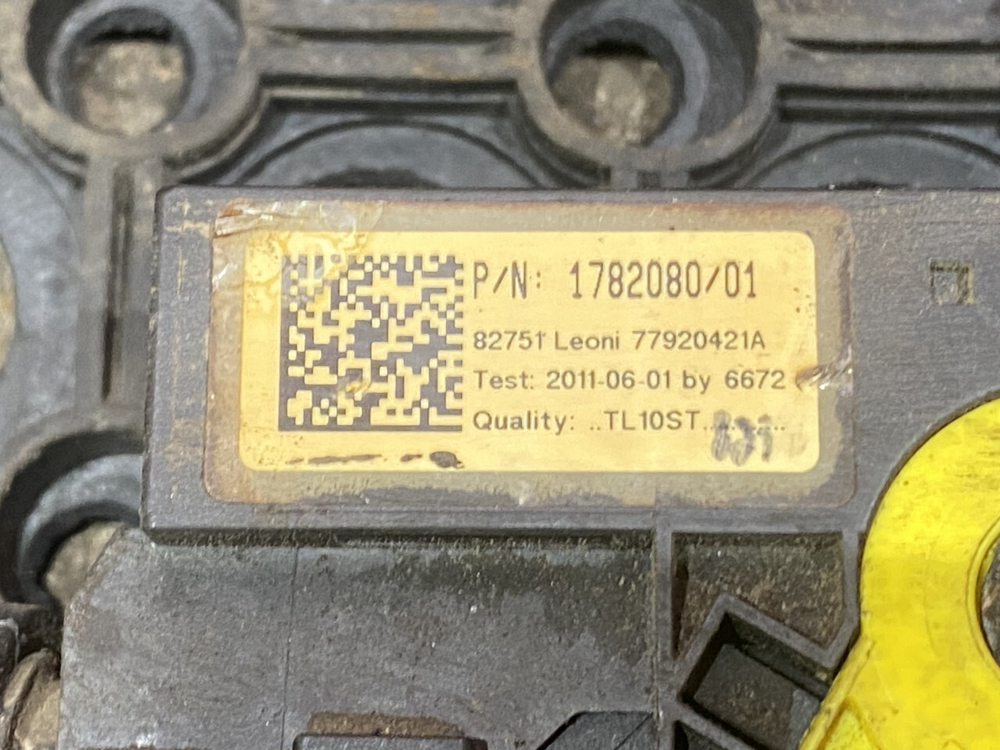 P/N: 1782080/01
82751 Leoni 77920421A
Test: 2011-06-01 by 6672
Quality: ..TL10ST..........